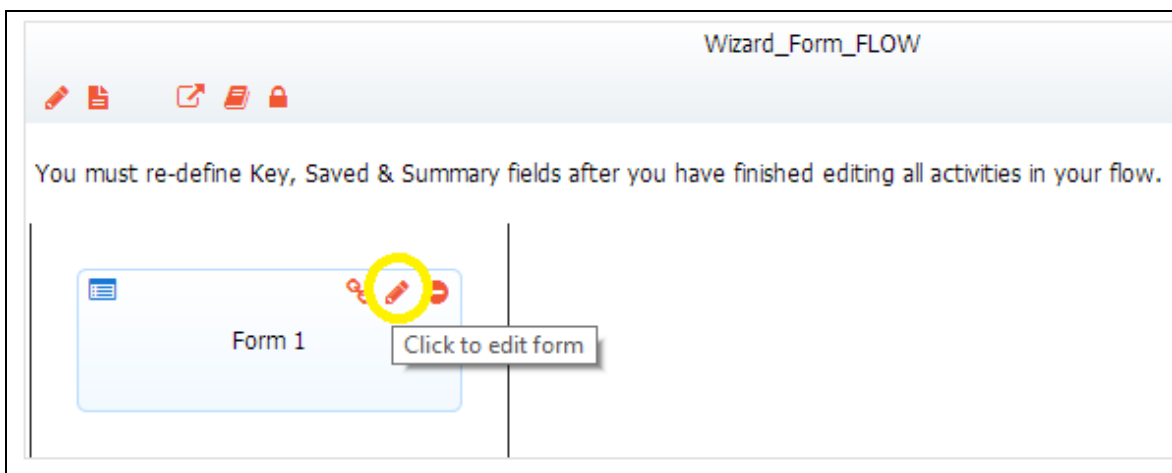 Wizard_Form_FLOW
You must re-define Key, Saved & Summary fields after you have finished editing all activities in your flow.
Form 1
Click to edit form